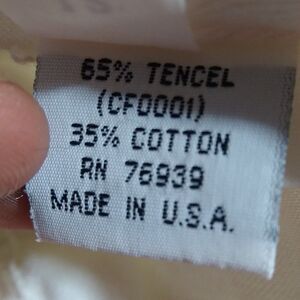 65% TENCEL
(CF0001)
35% COTTON
RN 76939
MADE IN U.S.A.